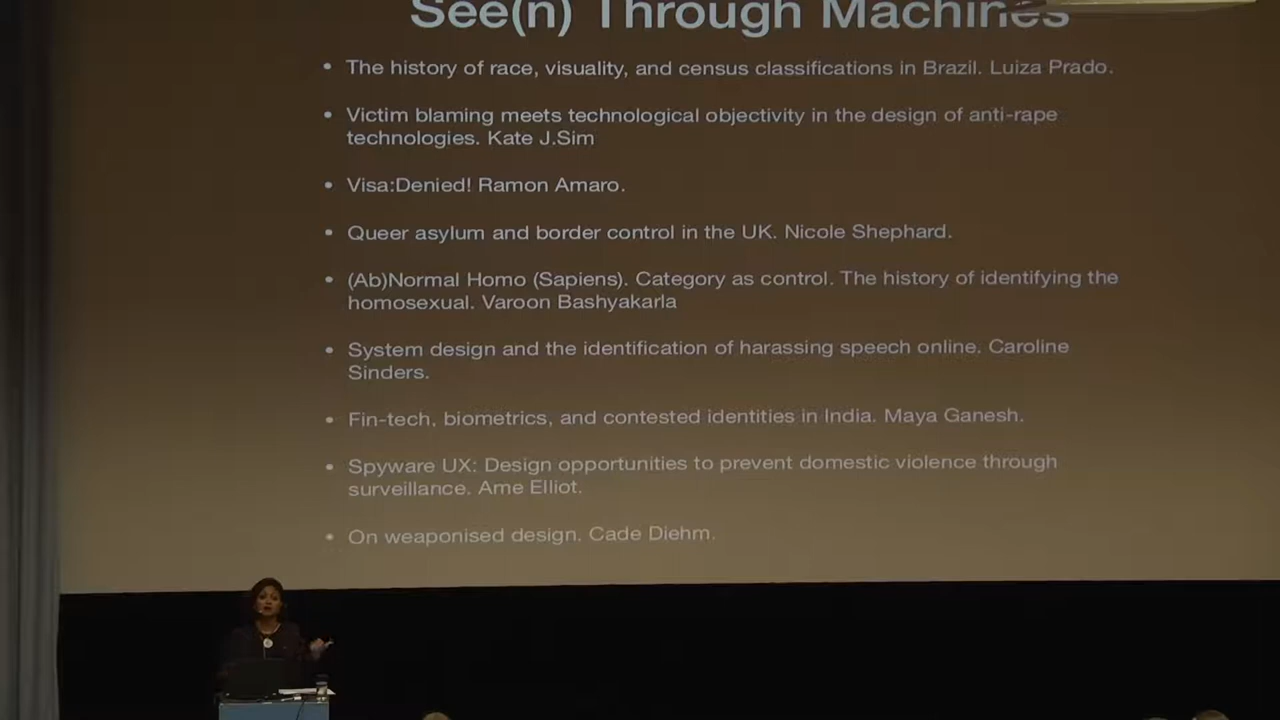 See(n) Through Machines
• The history of race, visuality, and census classifications in Brazil. Luiza Prado.
• Victim blaming meets technological objectivity in the design of anti-rape
technologies. Kate J.Sim
• Visa:Denied! Ramon Amaro.
• Queer asylum and border control in the UK. Nicole Shephard.
• (Ab)Normal Homo (Sapiens). Category as control. The history of identifying the
homosexual. Varoon Bashyakarla
• System design and the identification of harassing speech online. Caroline
Sinders.
• Fin-tech, biometrics, and contested identities in India. Maya Ganesh.
• Spyware UX: Design opportunities to prevent domestic violence through
surveillance. Ame Elliot.
• On weaponised design. Cade Diehm.